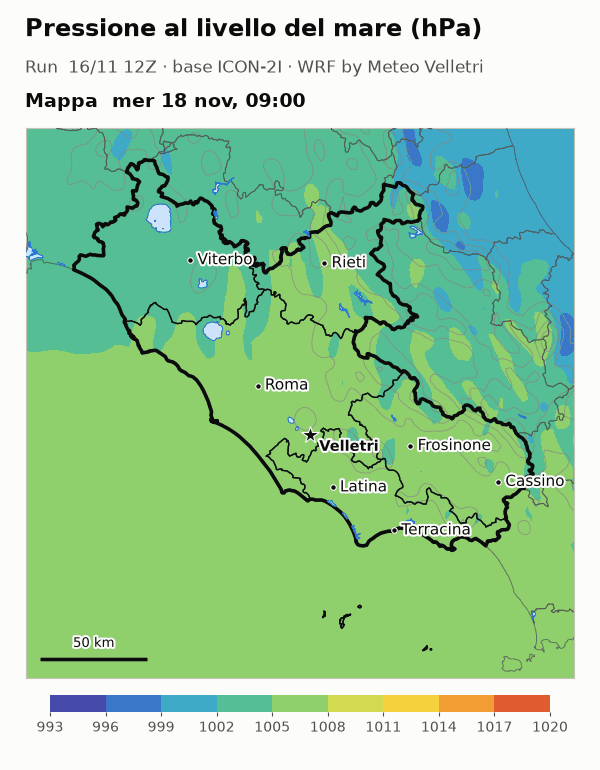 Pressione al livello del mare (hPa)
Run  16/11 12Z · base ICON-2I · WRF by Meteo Velletri
Mappa  mer 18 nov, 09:00
Viterbo
Rieti
Roma
Velletri
Frosinone
Cassino
Latina
Terracina
50 km
993 996 999 1002 1005 1008 1011 1014 1017 1020